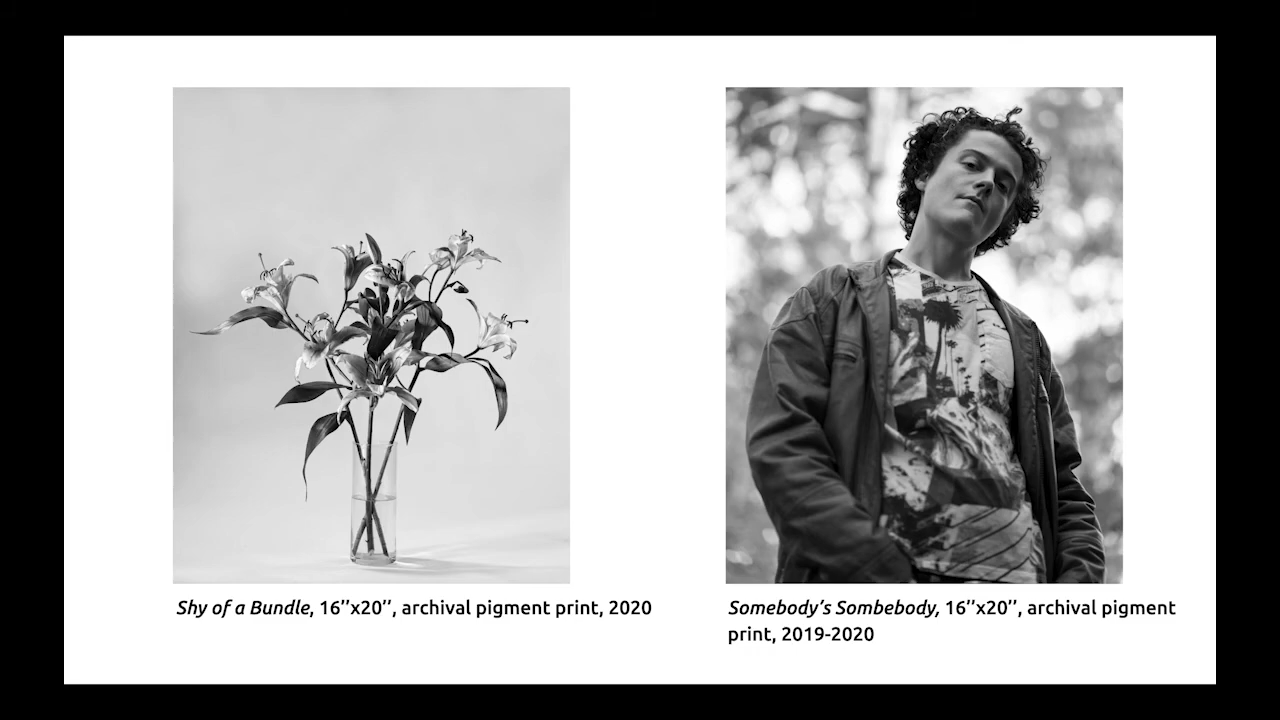 Shy of a Bundle, 16’’x20’’, archival pigment print, 2020
Somebody’s Sombebody, 16’’x20’’, archival pigment
print, 2019-2020